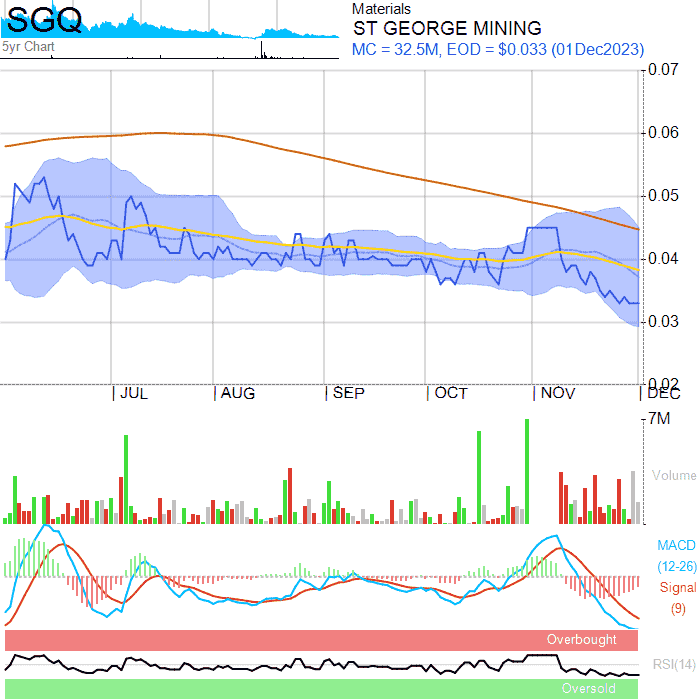 SGQ
5yr Chart
Materials
ST GEORGE MINING
MC = 32.5M, EOD = $0.033 (01Dec2023)
0.07
0.06
0.05
0.04
0.03
0.02
JUL AUG SEP OCT NOV DEC
7M
Volume
MACD
(12-26)
Signal
(9)
Overbought
RSI(14)
Oversold